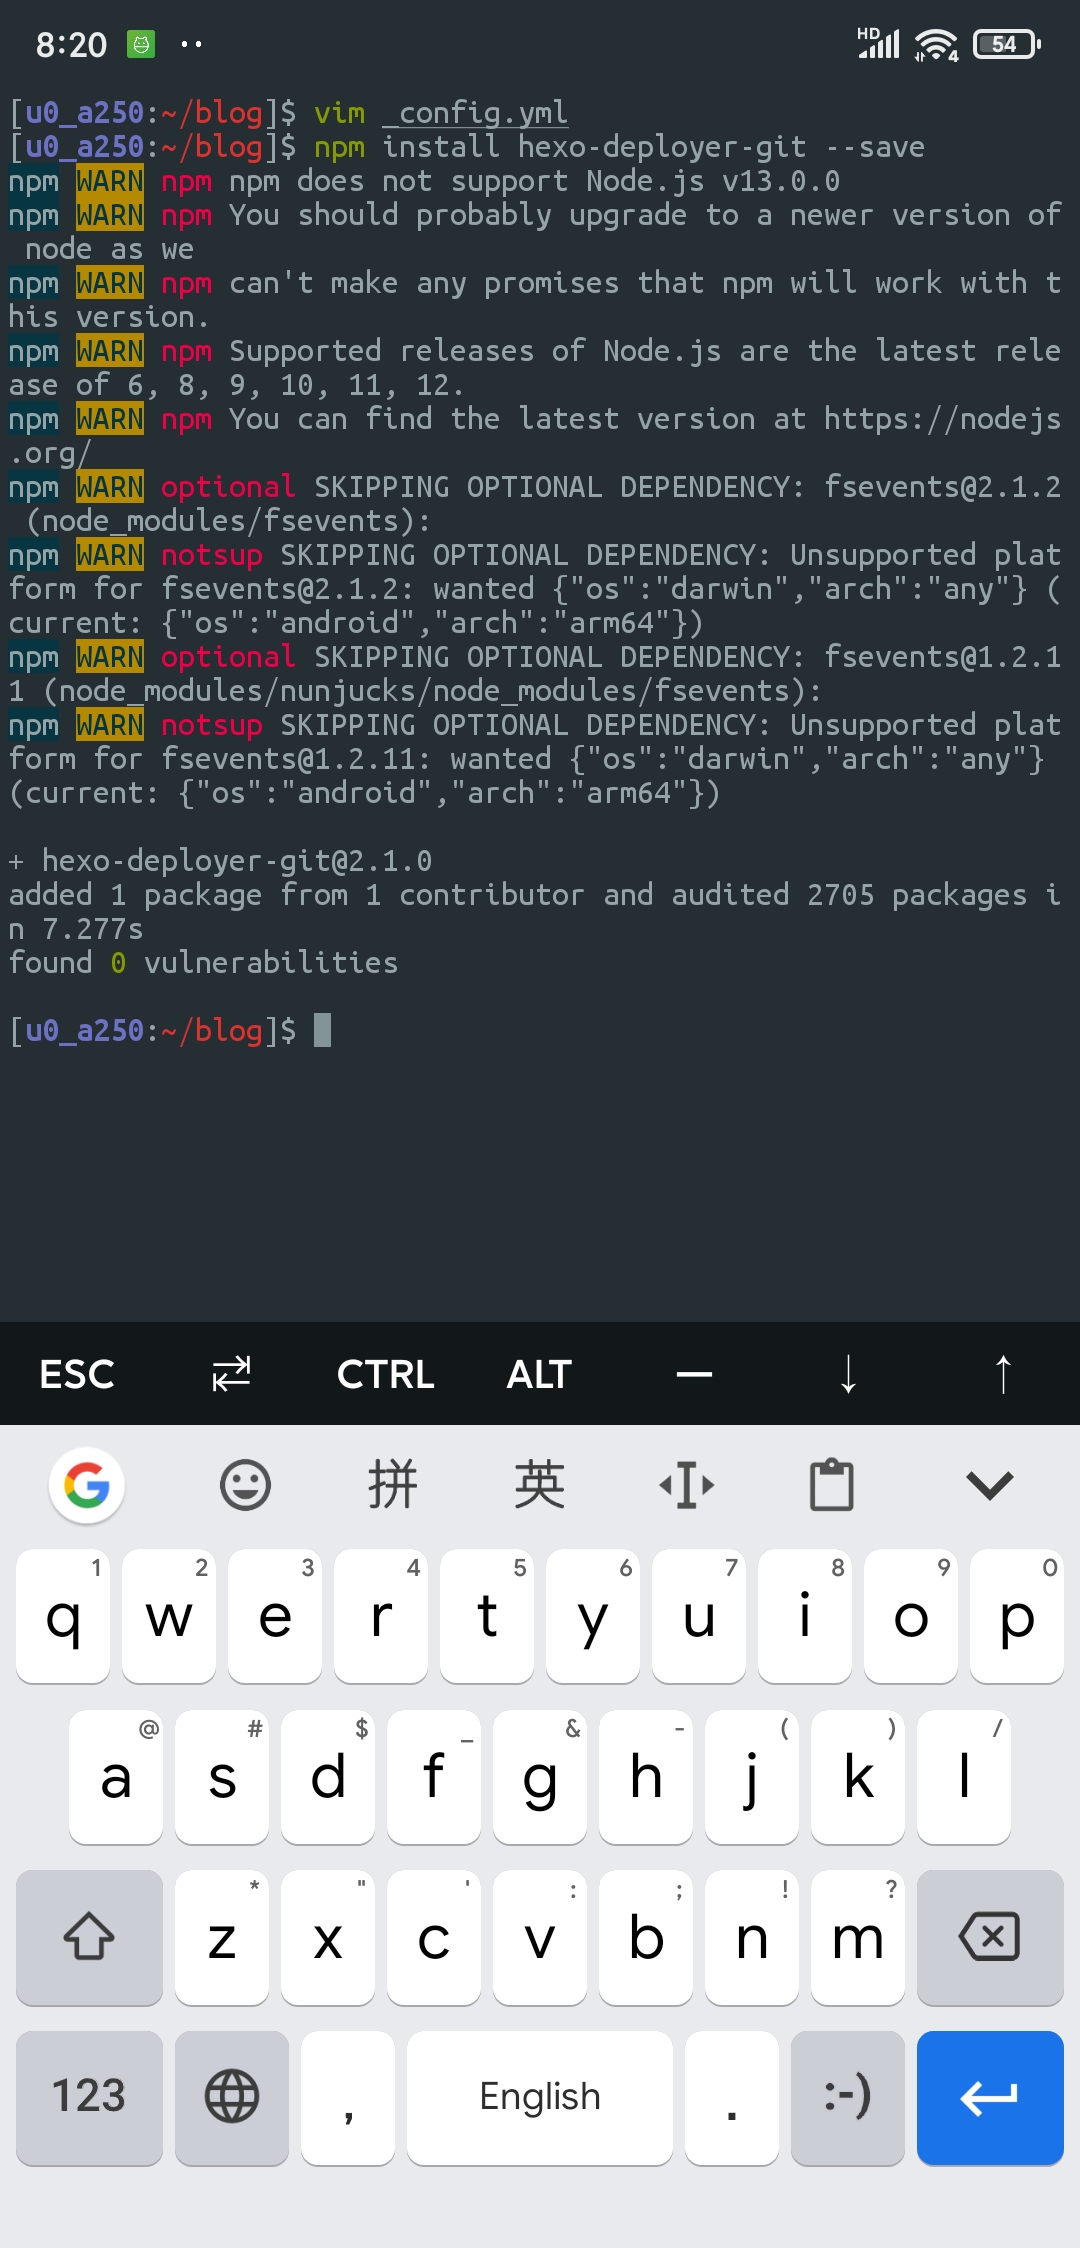 8:20
HD
4
54
[u0_a250:~/blog]$ vim _config.yml
[u0_a250:~/blog]$ npm install hexo-deployer-git --save
npm WARN npm npm does not support Node.js v13.0.0
npm WARN npm You should probably upgrade to a newer version of
 node as we
npm WARN npm can't make any promises that npm will work with t
his version.
npm WARN npm Supported releases of Node.js are the latest rele
ase of 6, 8, 9, 10, 11, 12.
npm WARN npm You can find the latest version at https://nodejs
.org/
npm WARN optional SKIPPING OPTIONAL DEPENDENCY: fsevents@2.1.2
 (node_modules/fsevents):
npm WARN notsup SKIPPING OPTIONAL DEPENDENCY: Unsupported plat
form for fsevents@2.1.2: wanted {"os":"darwin","arch":"any"} (
current: {"os":"android","arch":"arm64"})
npm WARN optional SKIPPING OPTIONAL DEPENDENCY: fsevents@1.2.1
1 (node_modules/nunjucks/node_modules/fsevents):
npm WARN notsup SKIPPING OPTIONAL DEPENDENCY: Unsupported plat
form for fsevents@1.2.11: wanted {"os":"darwin","arch":"any"}
(current: {"os":"android","arch":"arm64"})
+ hexo-deployer-git@2.1.0
added 1 package from 1 contributor and audited 2705 packages i
n 7.277s
found 0 vulnerabilities
[u0_a250:~/blog]$
ESC CTRL ALT — ↓ ↑
G 拼 英
1 2 3 4 5 6 7 8 9 0
q w e r t y u i o p
@ # $ _ & - ( ) /
a s d f g h j k l
* " ' : ; ! ?
z x c v b n m
123 , English . :-)